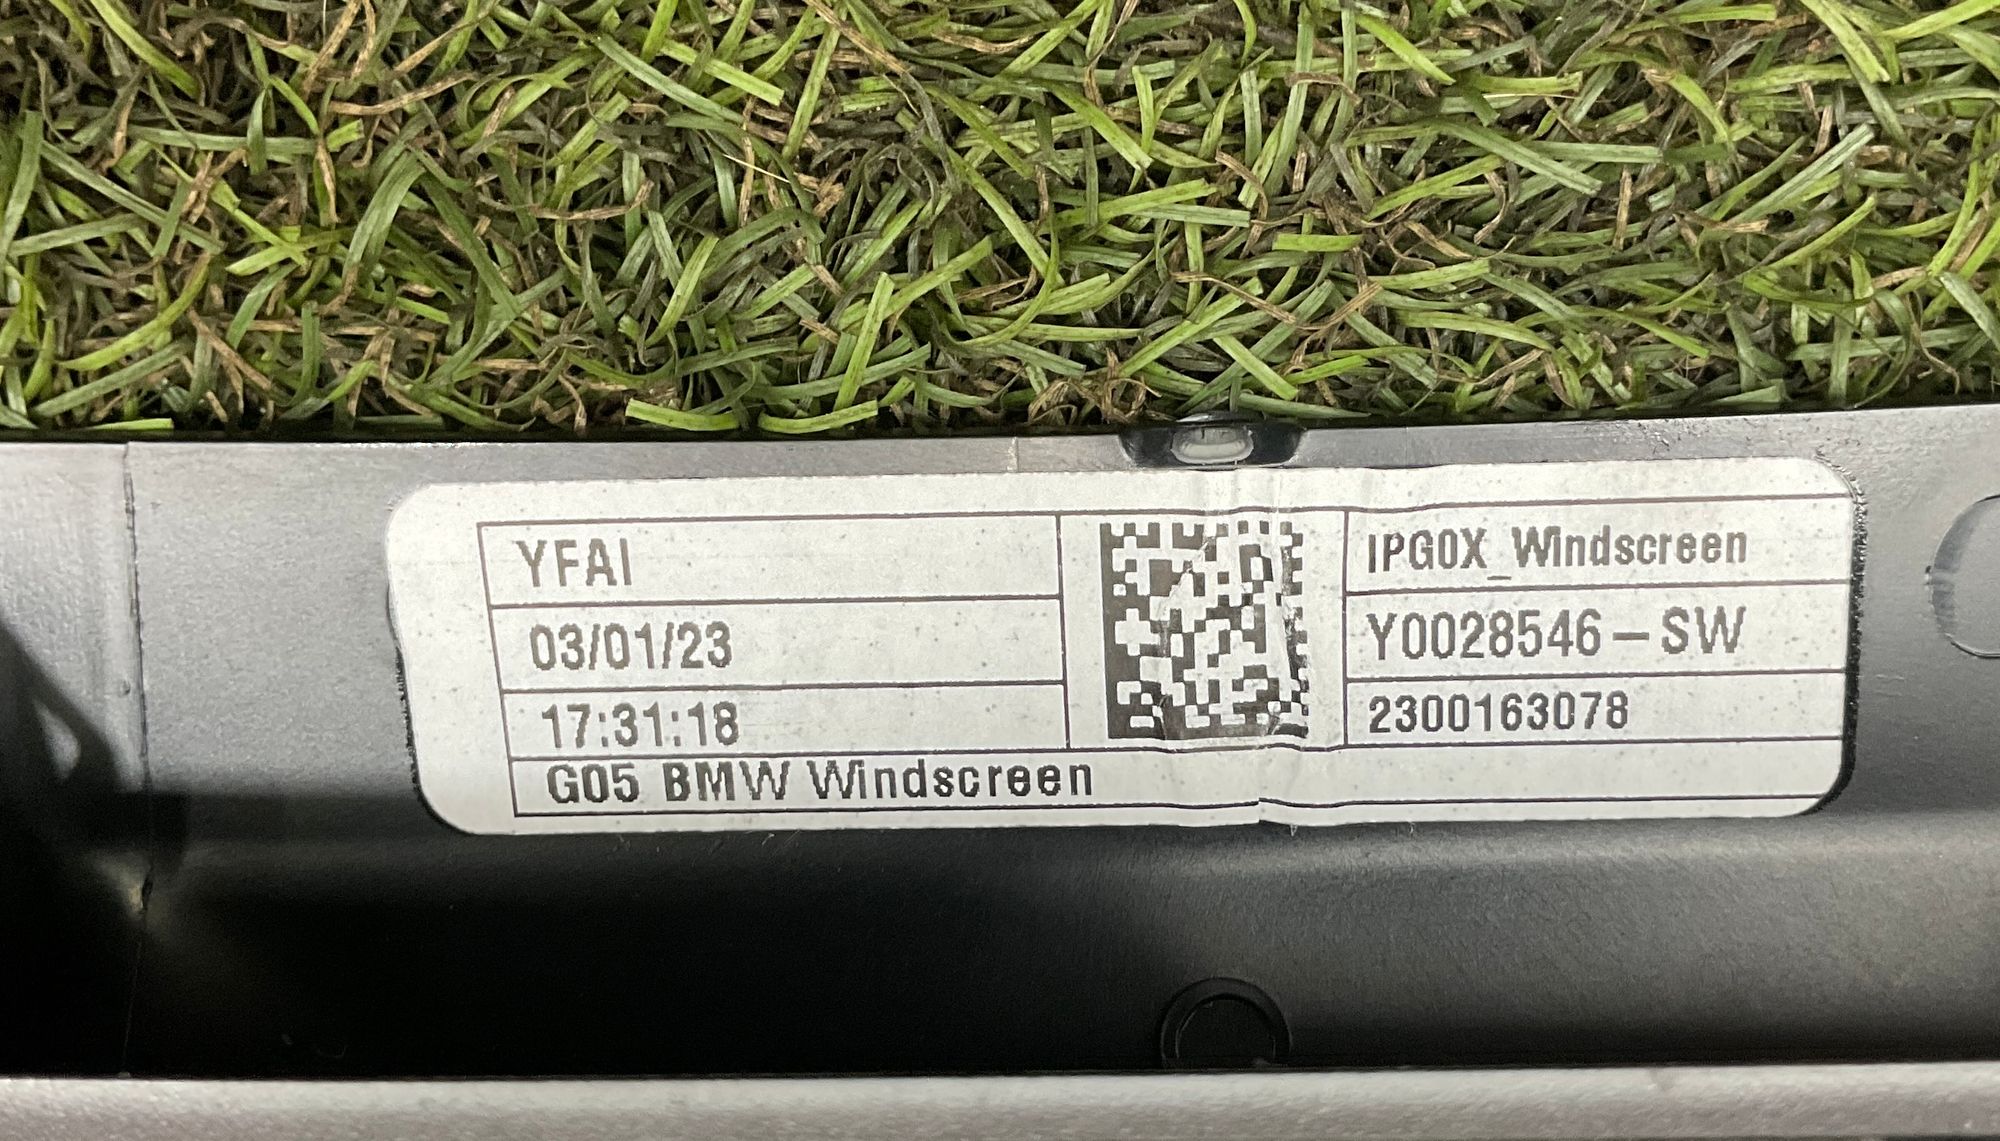 YFAI
03/01/23
17:31:18
G05 BMW Windscreen
IPG0X_Windscreen
Y0028546-SW
2300163078